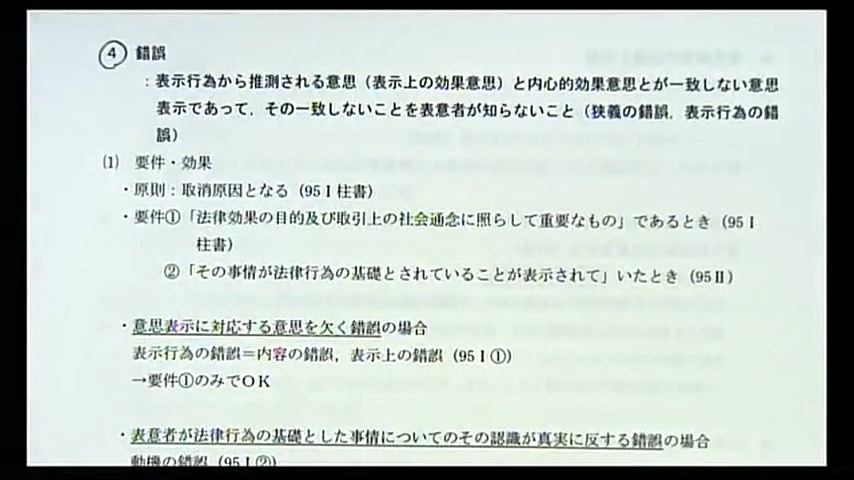 ④ 錯誤
：表示行為から推測される意思（表示上の効果意思）と内心的効果意思とが一致しない意思
表示であって，その一致しないことを表意者が知らないこと（狭義の錯誤，表示行為の錯
誤）
⑴ 要件・効果
・原則：取消原因となる（95Ⅰ柱書）
・要件①「法律効果の目的及び取引上の社会通念に照らして重要なもの」であるとき（95Ⅰ
柱書）
②「その事情が法律行為の基礎とされていることが表示されて」いたとき（95Ⅱ）
・意思表示に対応する意思を欠く錯誤の場合
表示行為の錯誤＝内容の錯誤，表示上の錯誤（95Ⅰ①）
→要件①のみでＯＫ
・表意者が法律行為の基礎とした事情についてのその認識が真実に反する錯誤の場合
動機の錯誤（95Ⅰ②）